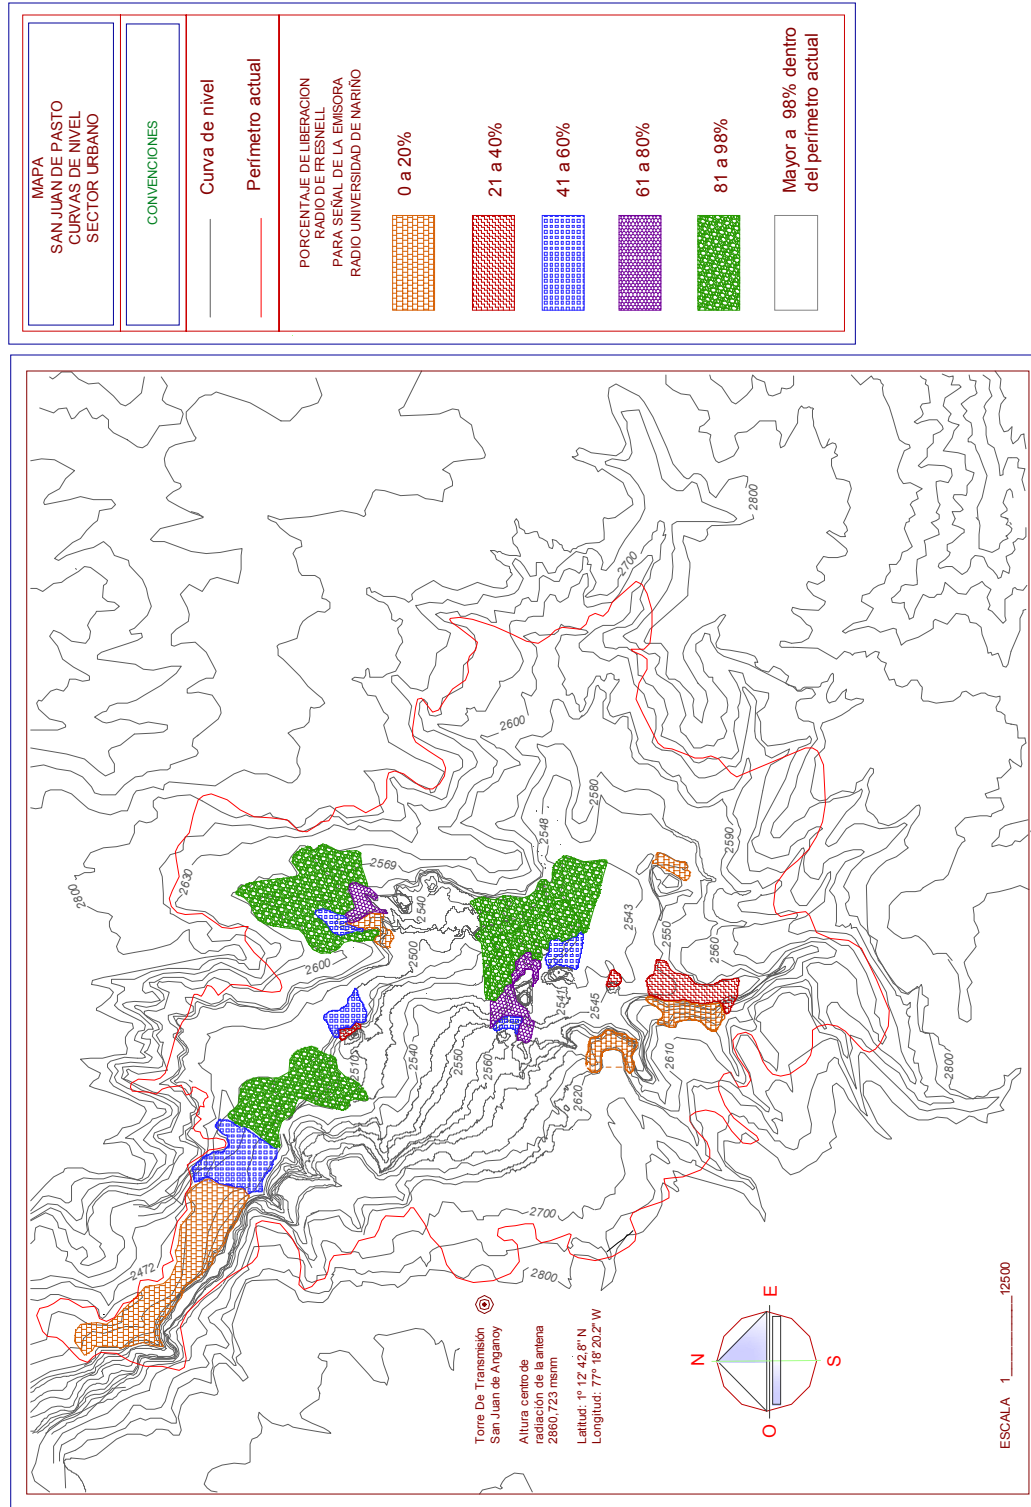 MAPA
SAN JUAN DE PASTO
CURVAS DE NIVEL
SECTOR URBANO
CONVENCIONES
Curva de nivel
Perímetro actual
PORCENTAJE DE LIBERACION
RADIO DE FRESNELL
PARA SEÑAL DE LA EMISORA
RADIO UNIVERSIDAD DE NARIÑO
0 a 20%
21 a 40%
41 a 60%
61 a 80%
81 a 98%
Mayor a 98% dentro
del perímetro actual
2800
2700
2600
2580
2548
2590
2630
2800
2569
2540
2543
2550
2560
2600
2500
2541
2545
2510
2540
2550
2560
2620
2610
2800
2700
2800
2472
Torre De Transmisión
San Juan de Anganoy
Altura centro de
radiación de la antena
2860,723 msnm
Latitud: 1° 12' 42,8" N
Longitud: 77° 18' 20.2" W
N
E
S
O
ESCALA 1__________12500